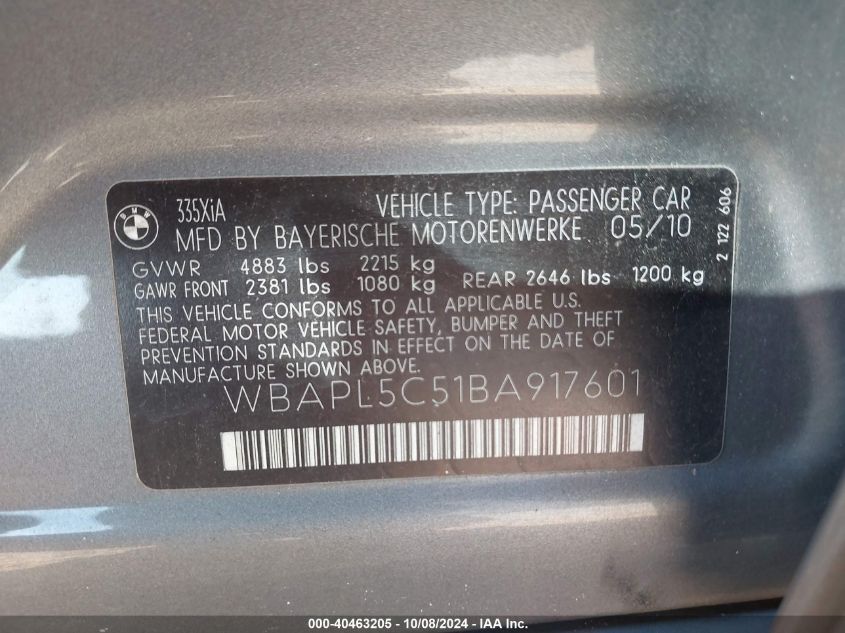 BMW
335XiA VEHICLE TYPE: PASSENGER CAR
MFD BY BAYERISCHE MOTORENWERKE 05/10
GVWR 4883 lbs 2215 kg
GAWR FRONT 2381 lbs 1080 kg REAR 2646 lbs 1200 kg
THIS VEHICLE CONFORMS TO ALL APPLICABLE U.S.
FEDERAL MOTOR VEHICLE SAFETY, BUMPER AND THEFT
PREVENTION STANDARDS IN EFFECT ON THE DATE OF
MANUFACTURE SHOWN ABOVE.
WBAPL5C51BA917601
2 122 606
000-40463205 - 10/08/2024 - IAA Inc.